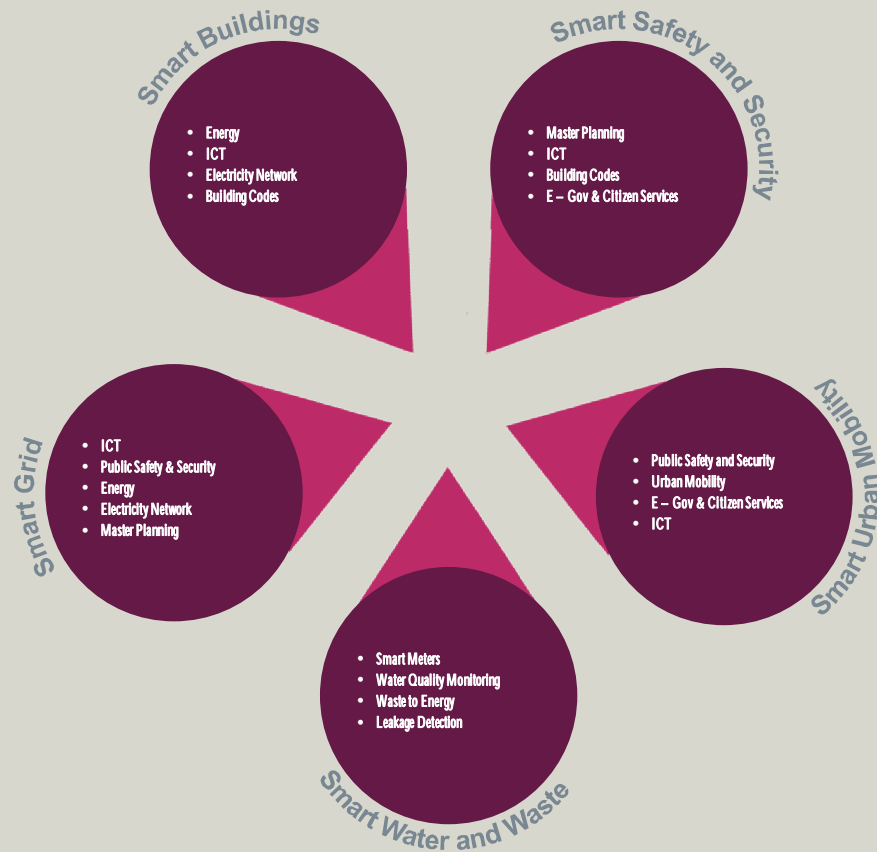 Smart Buildings
• Energy
• ICT
• Electricity Network
• Building Codes
Smart Safety and Security
• Master Planning
• ICT
• Building Codes
• E – Gov & Citizen Services
Smart Grid
• ICT
• Public Safety & Security
• Energy
• Electricity Network
• Master Planning
Smart Urban Mobility
• Public Safety and Security
• Urban Mobility
• E – Gov & Citizen Services
• ICT
• Smart Meters
• Water Quality Monitoring
• Waste to Energy
• Leakage Detection
Smart Water and Waste